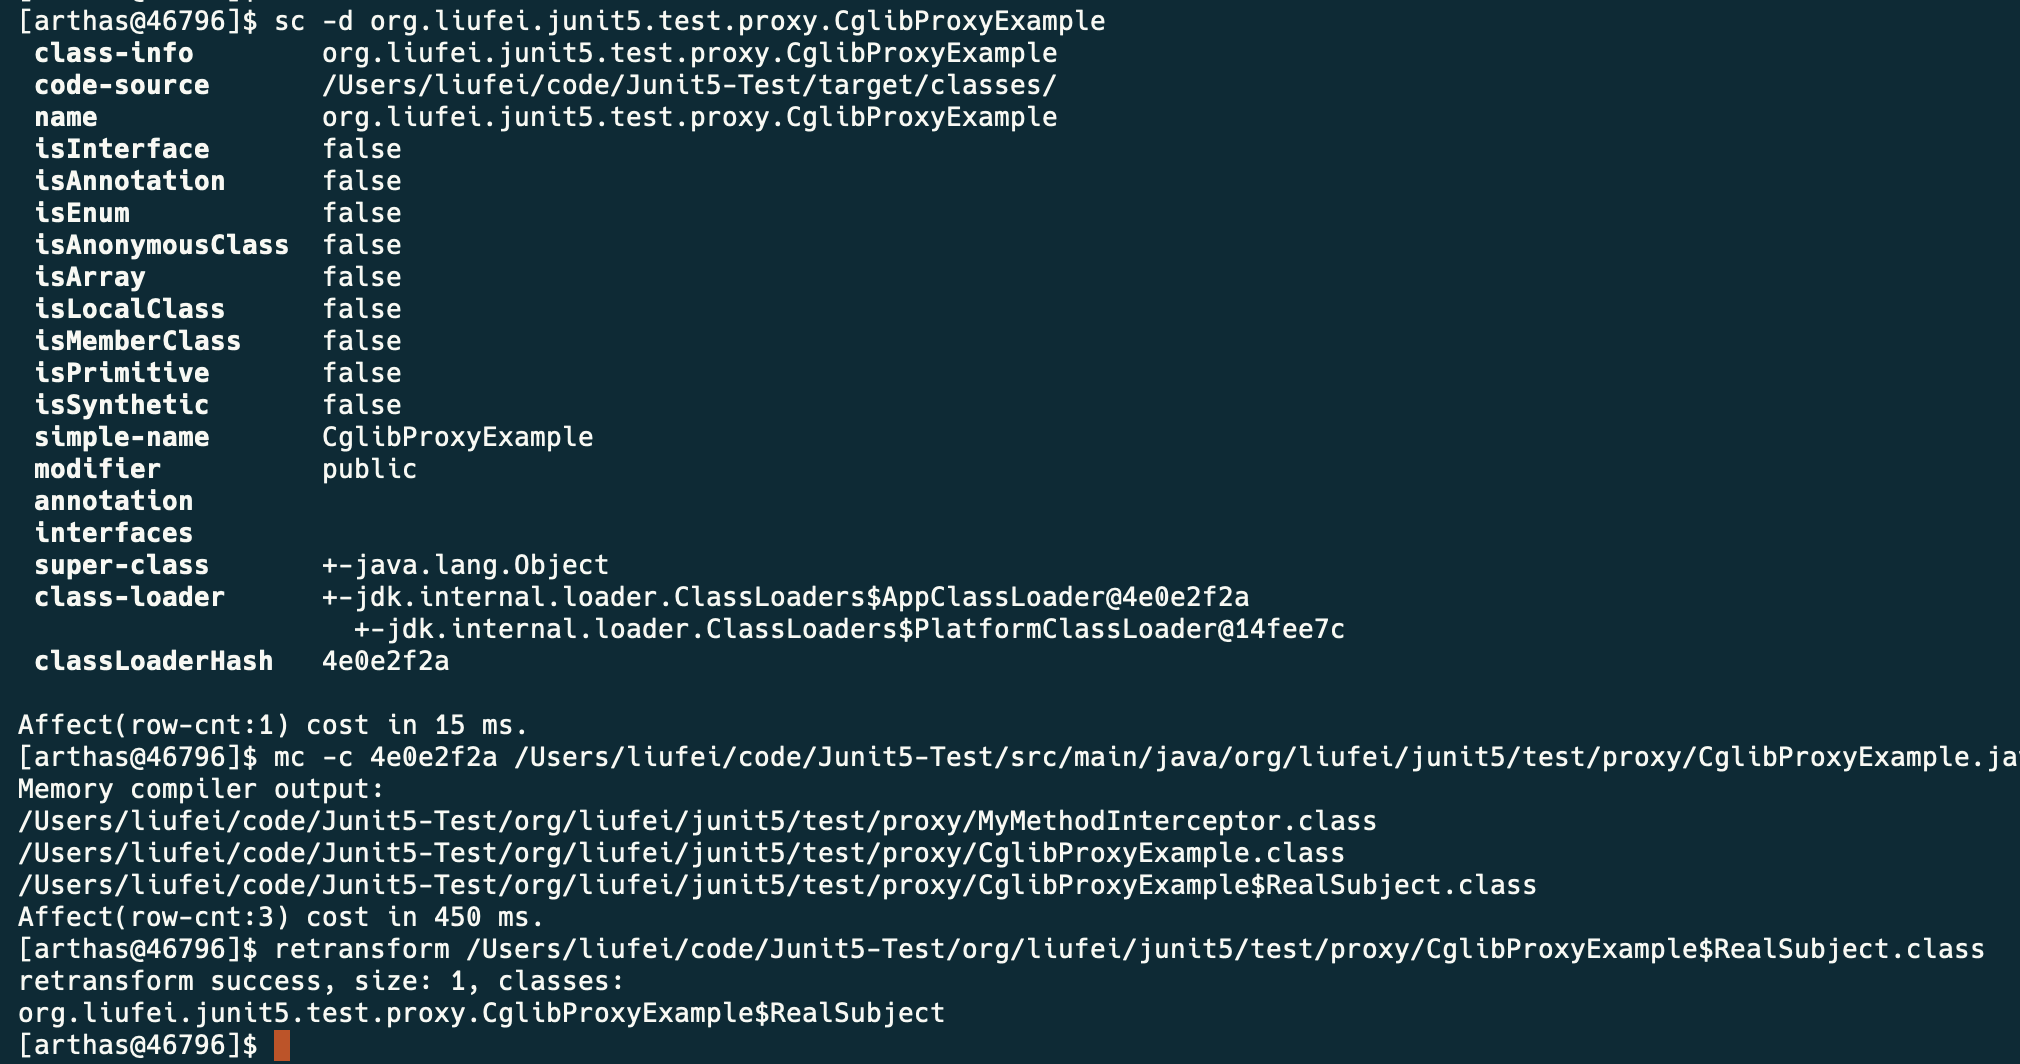 [arthas@46796]$ sc -d org.liufei.junit5.test.proxy.CglibProxyExample
class-info org.liufei.junit5.test.proxy.CglibProxyExample
code-source /Users/liufei/code/Junit5-Test/target/classes/
name org.liufei.junit5.test.proxy.CglibProxyExample
isInterface false
isAnnotation false
isEnum false
isAnonymousClass false
isArray false
isLocalClass false
isMemberClass false
isPrimitive false
isSynthetic false
simple-name CglibProxyExample
modifier public
annotation
interfaces
super-class +-java.lang.Object
class-loader +-jdk.internal.loader.ClassLoaders$AppClassLoader@4e0e2f2a
+-jdk.internal.loader.ClassLoaders$PlatformClassLoader@14fee7c
classLoaderHash 4e0e2f2a
Affect(row-cnt:1) cost in 15 ms.
[arthas@46796]$ mc -c 4e0e2f2a /Users/liufei/code/Junit5-Test/src/main/java/org/liufei/junit5/test/proxy/CglibProxyExample.ja
Memory compiler output:
/Users/liufei/code/Junit5-Test/org/liufei/junit5/test/proxy/MyMethodInterceptor.class
/Users/liufei/code/Junit5-Test/org/liufei/junit5/test/proxy/CglibProxyExample.class
/Users/liufei/code/Junit5-Test/org/liufei/junit5/test/proxy/CglibProxyExample$RealSubject.class
Affect(row-cnt:3) cost in 450 ms.
[arthas@46796]$ retransform /Users/liufei/code/Junit5-Test/org/liufei/junit5/test/proxy/CglibProxyExample$RealSubject.class
retransform success, size: 1, classes:
org.liufei.junit5.test.proxy.CglibProxyExample$RealSubject
[arthas@46796]$